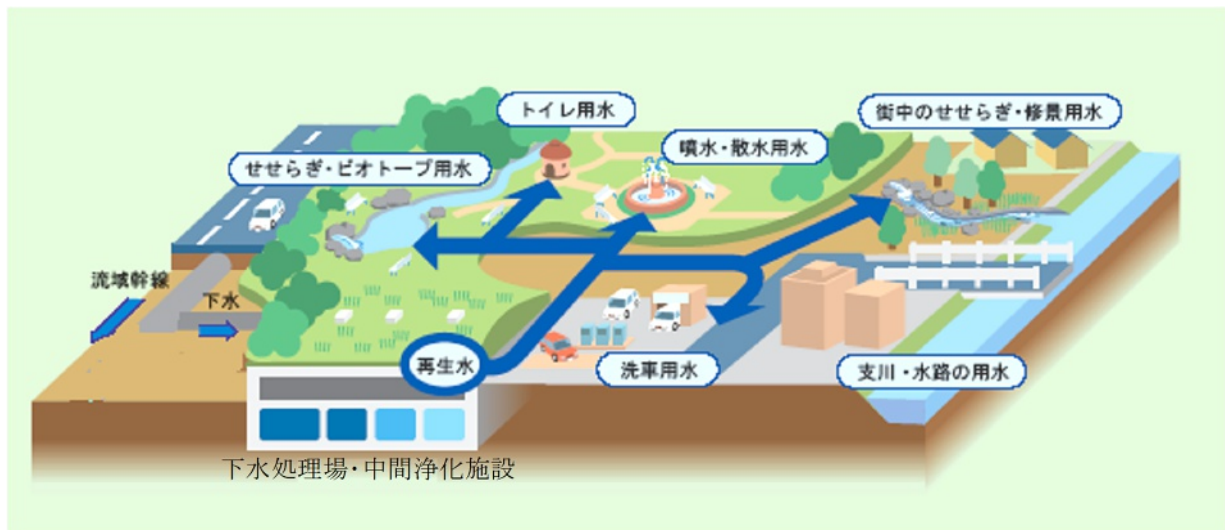 トイレ用水
街中のせせらぎ・修景用水
噴水・散水用水
せせらぎ・ビオトープ用水
流域幹線
下水
再生水
洗車用水
支川・水路の用水
下水処理場・中間浄化施設